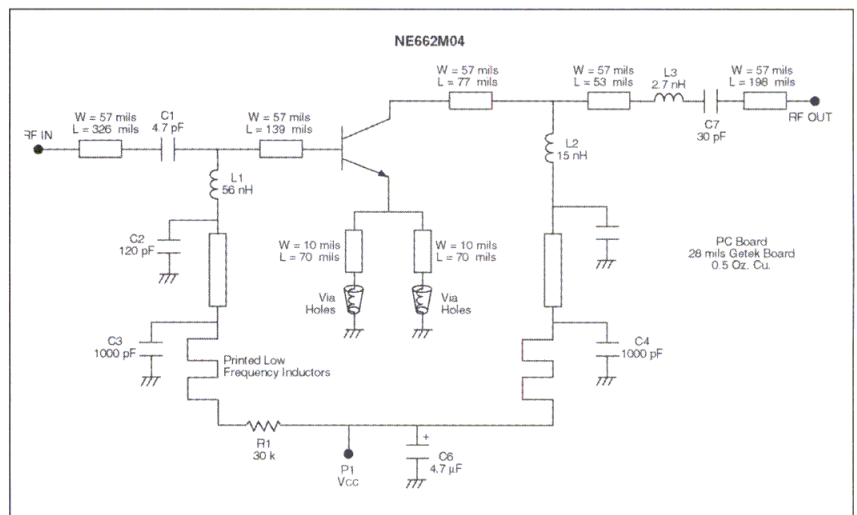 NE662M04
W = 57 mils
L = 77 mils
W = 57 mils
L = 53 mils
L3
2.7 nH
W = 57 mils
L = 198 mils
C7
30 pF
RF OUT
RF IN
W = 57 mils
L = 326 mils
C1
4.7 pF
W = 57 mils
L = 139 mils
L1
56 nH
L2
15 nH
C2
120 pF
W = 10 mils
L = 70 mils
W = 10 mils
L = 70 mils
PC Board
28 mils Getek Board
0.5 Oz. Cu.
Via
Holes
Via
Holes
C3
1000 pF
Printed Low
Frequency Inductors
C4
1000 pF
R1
30 k
P1
VCC
+
C6
4.7 µF